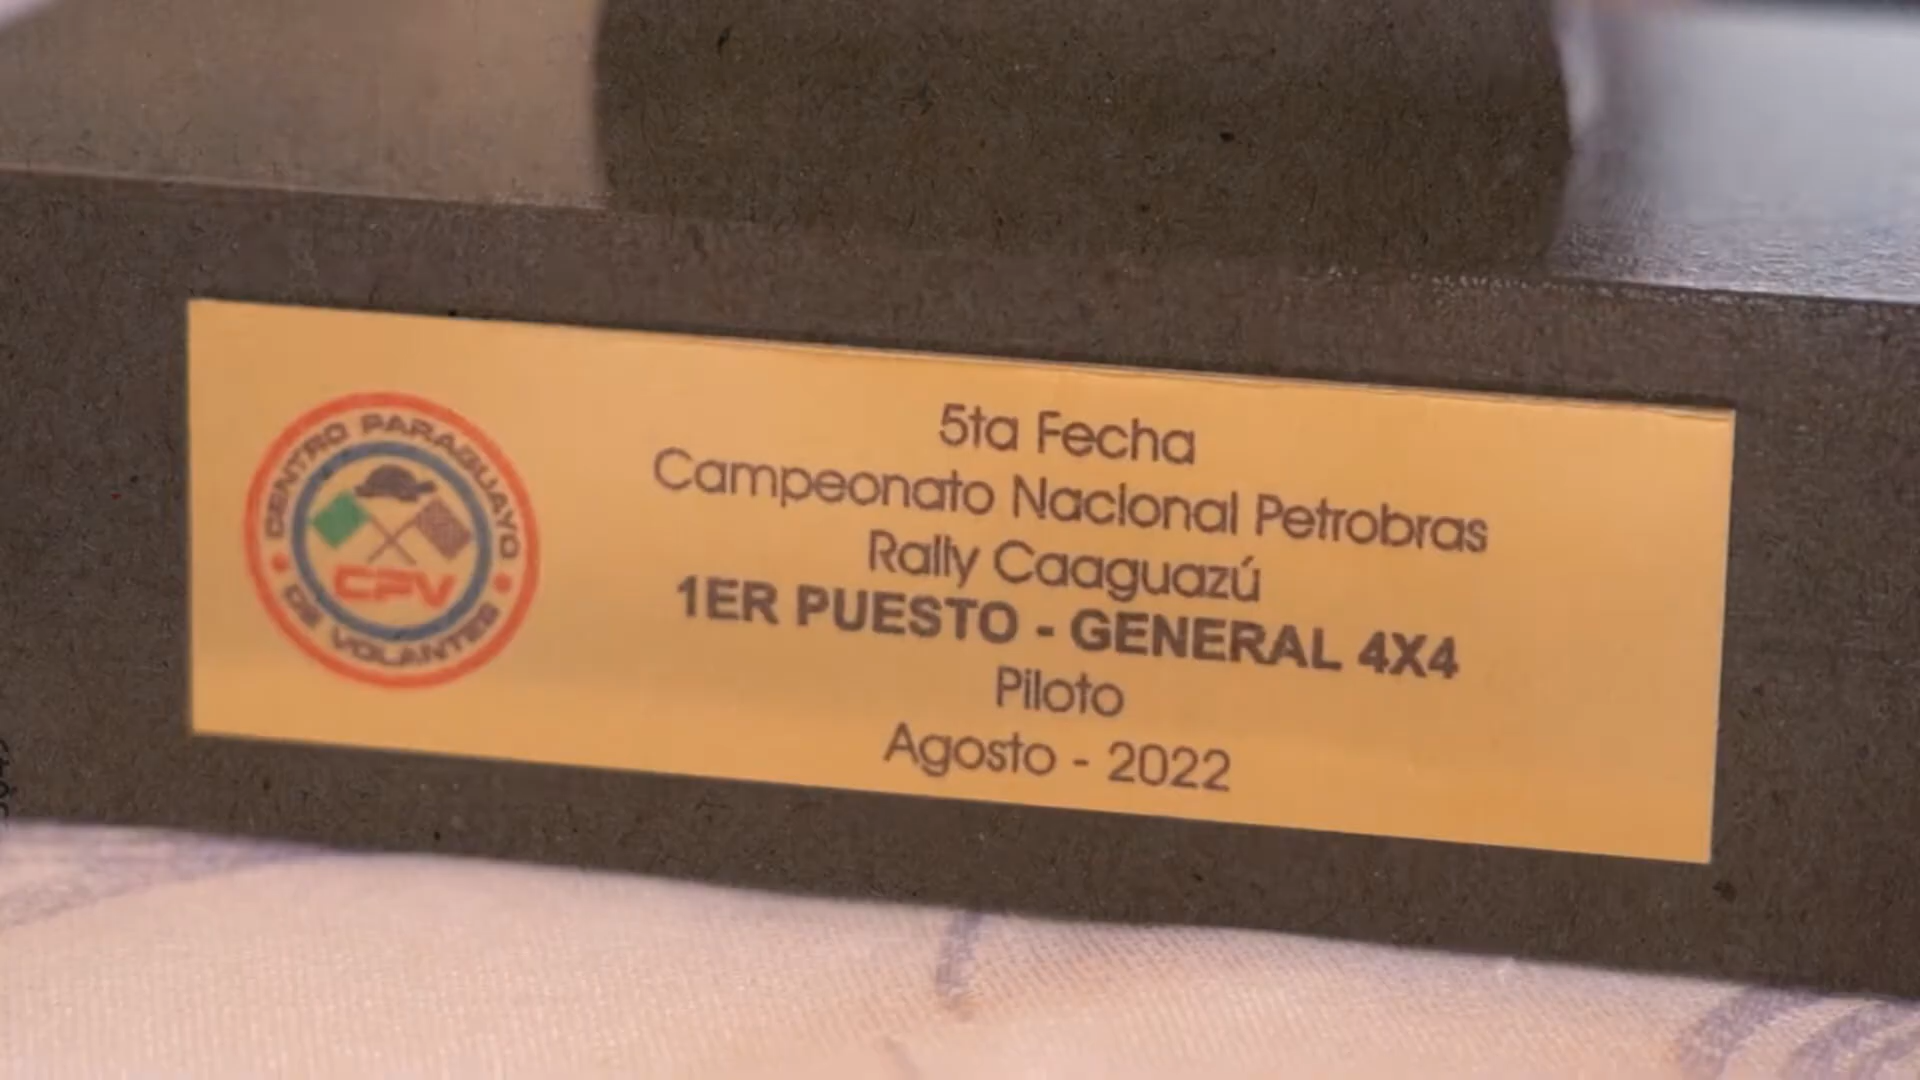 CENTRO PARAGUAYO
CPV
DE VOLANTES
5ta Fecha
Campeonato Nacional Petrobras
Rally Caaguazú
1ER PUESTO - GENERAL 4X4
Piloto
Agosto - 2022